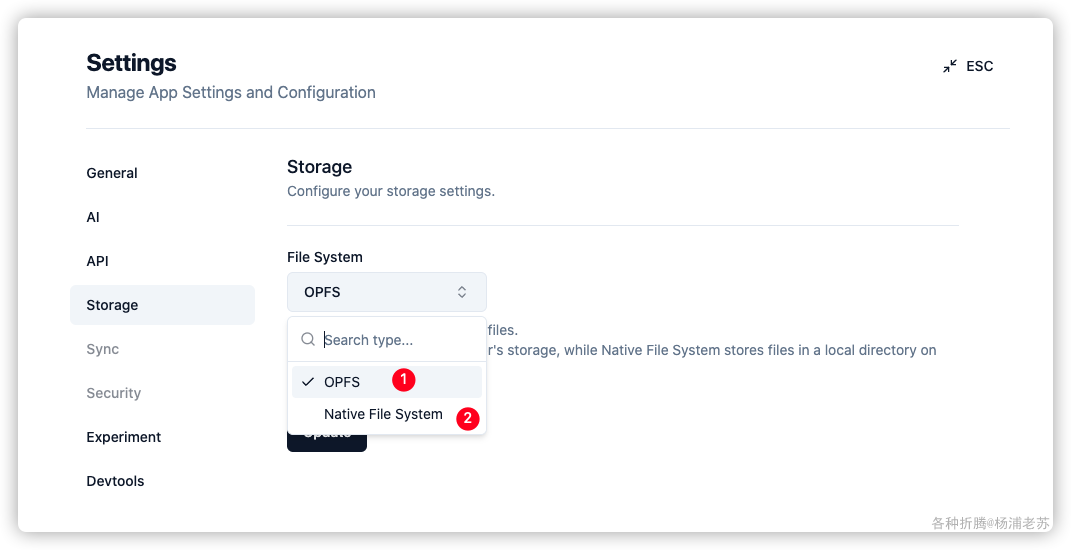 Settings
ESC
Manage App Settings and Configuration
General
AI
API
Storage
Sync
Security
Experiment
Devtools
Storage
Configure your storage settings.
File System
OPFS
files.
Search type...
r's storage, while Native File System stores files in a local directory on
OPFS
1
Native File System
2
Update
各种折腾@杨浦老苏